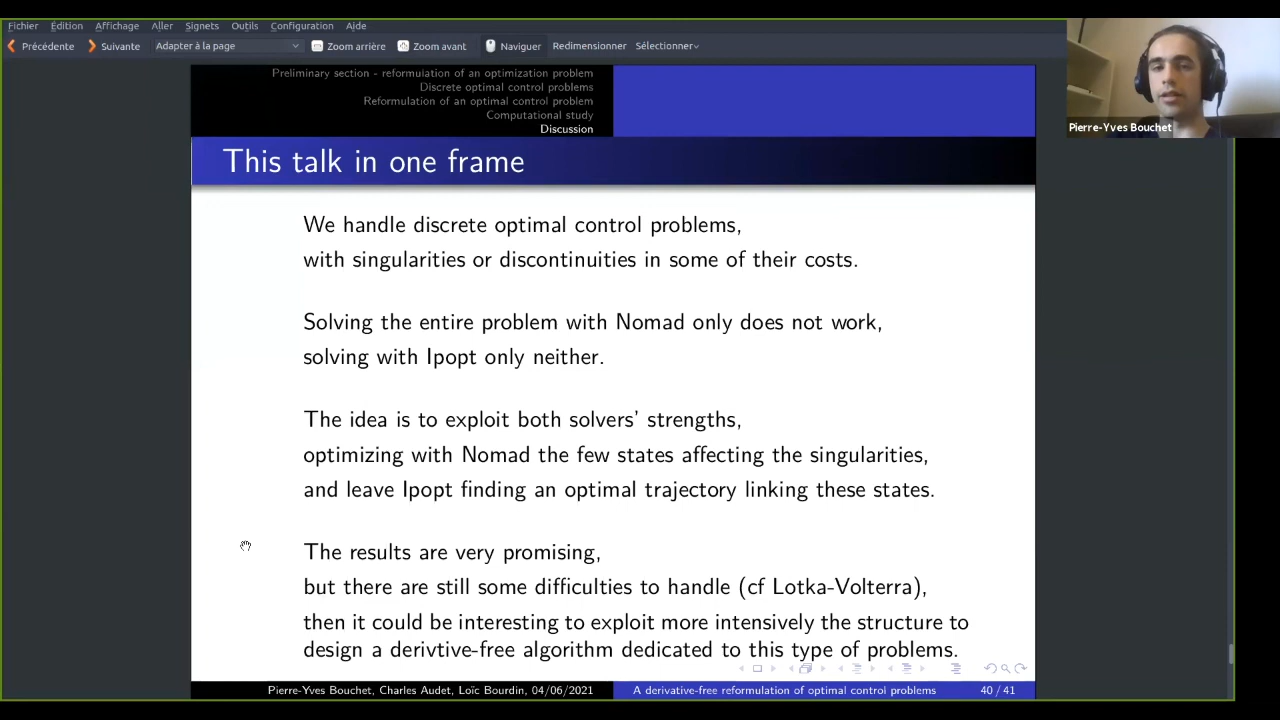 Fichier Édition Affichage Aller Signets Outils Configuration Aide
Précédente Suivante Adapter à la page Zoom arrière Zoom avant Naviguer Redimensionner Sélectionner
Pierre-Yves Bouchet
Preliminary section - reformulation of an optimization problem
Discrete optimal control problems
Reformulation of an optimal control problem
Computational study
Discussion
This talk in one frame
We handle discrete optimal control problems,
with singularities or discontinuities in some of their costs.
Solving the entire problem with Nomad only does not work,
solving with Ipopt only neither.
The idea is to exploit both solvers' strengths,
optimizing with Nomad the few states affecting the singularities,
and leave Ipopt finding an optimal trajectory linking these states.
The results are very promising,
but there are still some difficulties to handle (cf Lotka-Volterra),
then it could be interesting to exploit more intensively the structure to
design a derivtive-free algorithm dedicated to this type of problems.
Pierre-Yves Bouchet, Charles Audet, Loïc Bourdin, 04/06/2021 A derivative-free reformulation of optimal control problems 40 / 41